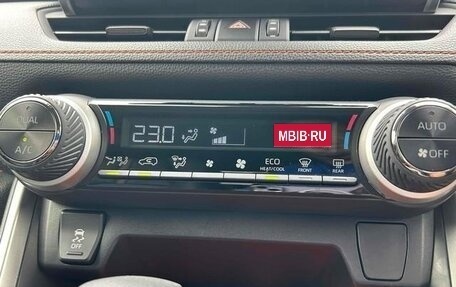 DUAL
A/C
23.0
MBIB.RU
AUTO
OFF
ECO
HEAT/COOL
FRONT
REAR
OFF